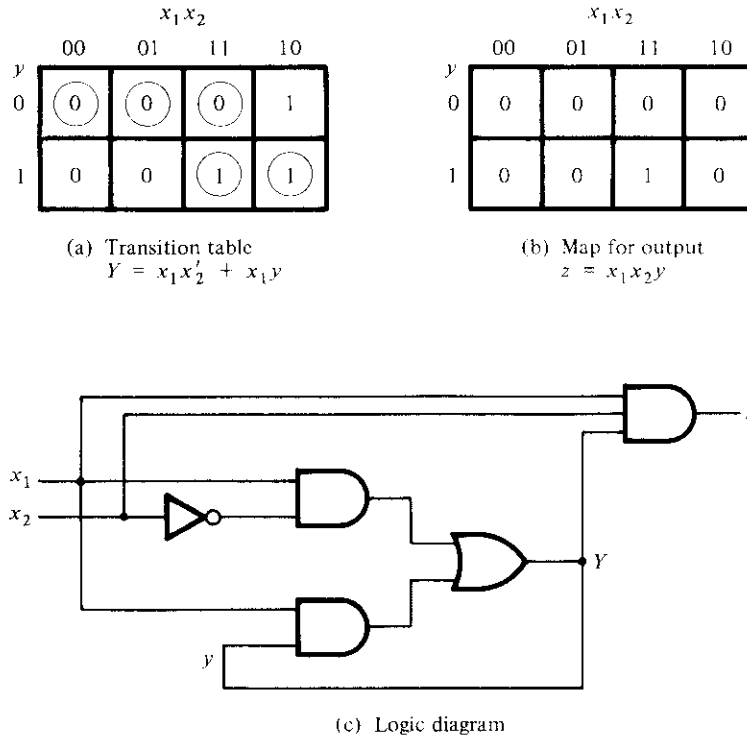 x₁x₂
00 01 11 10
y
0 0 0 0 1
1 0 0 1 1
(a) Transition table
Y = x₁x₂′ + x₁y
x₁x₂
00 01 11 10
y
0 0 0 0 0
1 0 0 1 0
(b) Map for output
z = x₁x₂y
x₁
x₂
Y
y
(c) Logic diagram